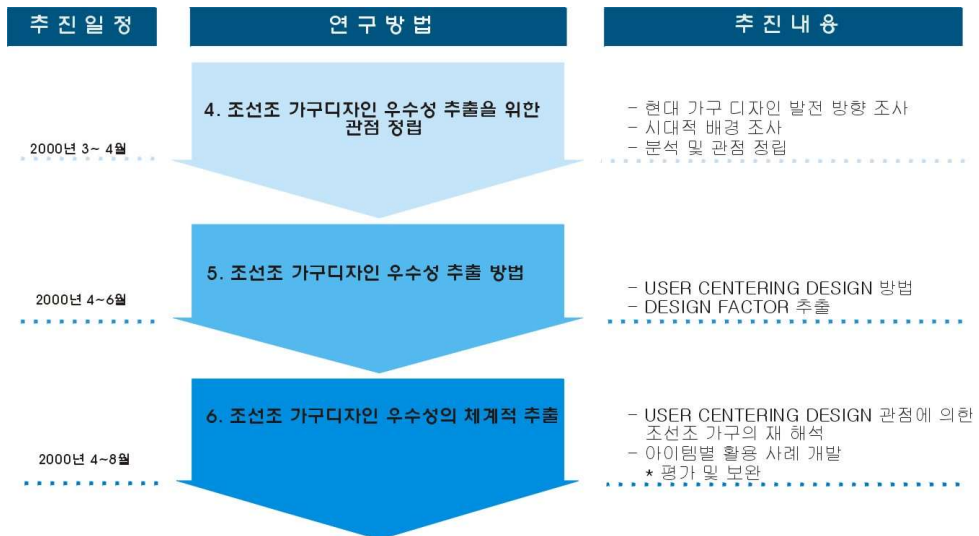 추진일정
연구방법
추진내용
2000년 3~ 4월
4. 조선조 가구디자인 우수성 추출을 위한
관점 정립
- 현대 가구 디자인 발전 방향 조사
- 시대적 배경 조사
- 분석 및 관점 정립
2000년 4~6월
5. 조선조 가구디자인 우수성 추출 방법
- USER CENTERING DESIGN 방법
- DESIGN FACTOR 추출
2000년 4~8월
6. 조선조 가구디자인 우수성의 체계적 추출
- USER CENTERING DESIGN 관점에 의한
조선조 가구의 재 해석
- 아이템별 활용 사례 개발
* 평가 및 보완